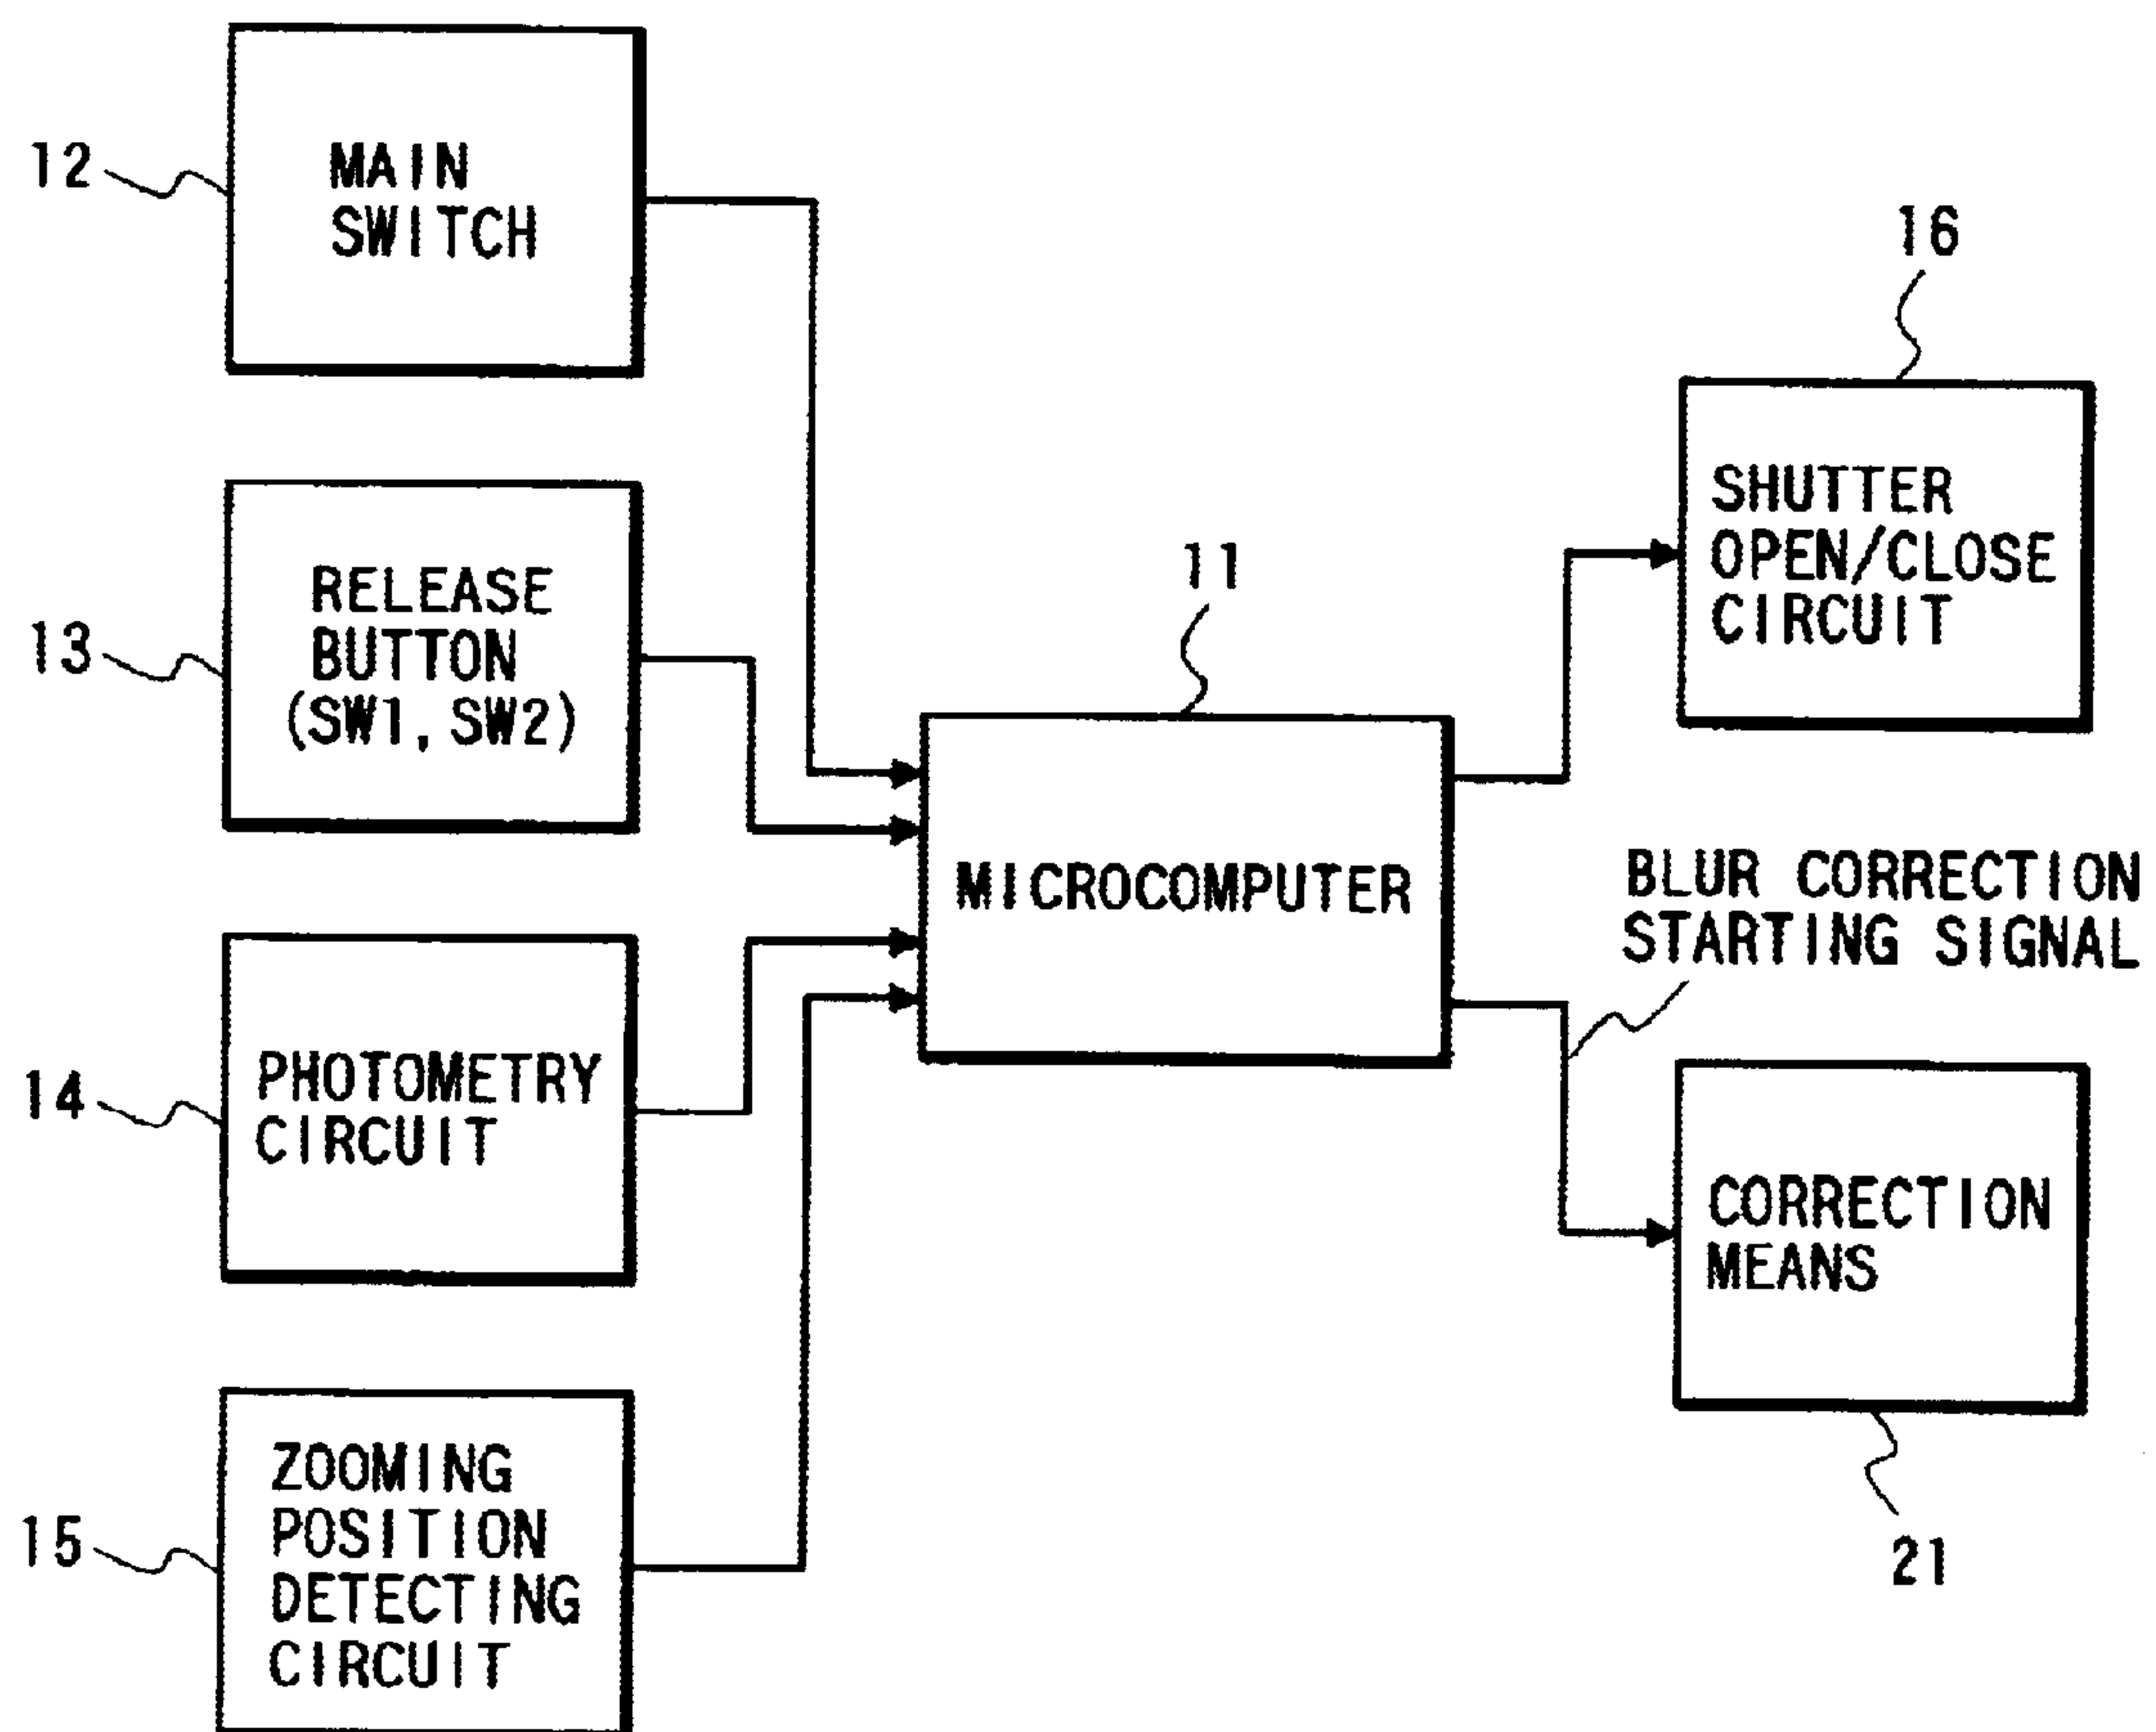 12
MAIN
SWITCH
13
RELEASE
BUTTON
(SW1, SW2)
14
PHOTOMETRY
CIRCUIT
15
ZOOMING
POSITION
DETECTING
CIRCUIT
11
MICROCOMPUTER
16
SHUTTER
OPEN/CLOSE
CIRCUIT
BLUR CORRECTION
STARTING SIGNAL
CORRECTION
MEANS
21